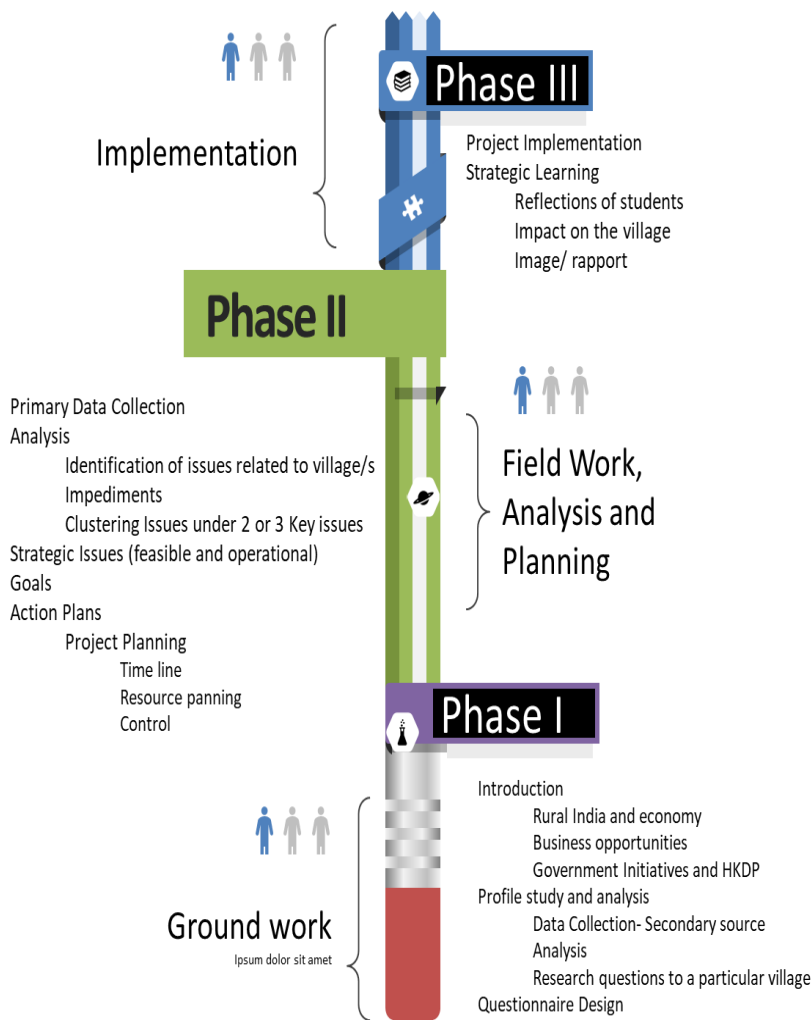 Phase III
Implementation
Project Implementation
Strategic Learning
Reflections of students
Impact on the village
Image/ rapport
Phase II
Primary Data Collection
Analysis
Identification of issues related to village/s
Impediments
Clustering Issues under 2 or 3 Key issues
Strategic Issues (feasible and operational)
Goals
Action Plans
Project Planning
Time line
Resource panning
Control
Field Work,
Analysis and
Planning
Phase I
Introduction
Rural India and economy
Business opportunities
Government Initiatives and HKDP
Profile study and analysis
Data Collection- Secondary source
Analysis
Research questions to a particular village
Questionnaire Design
Ground work
Ipsum dolor sit amet